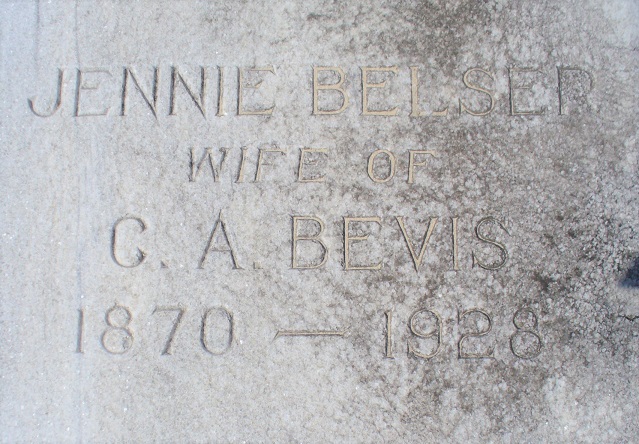 JENNIE BELSER
WIFE OF
C. A. BEVIS
1870 — 1928